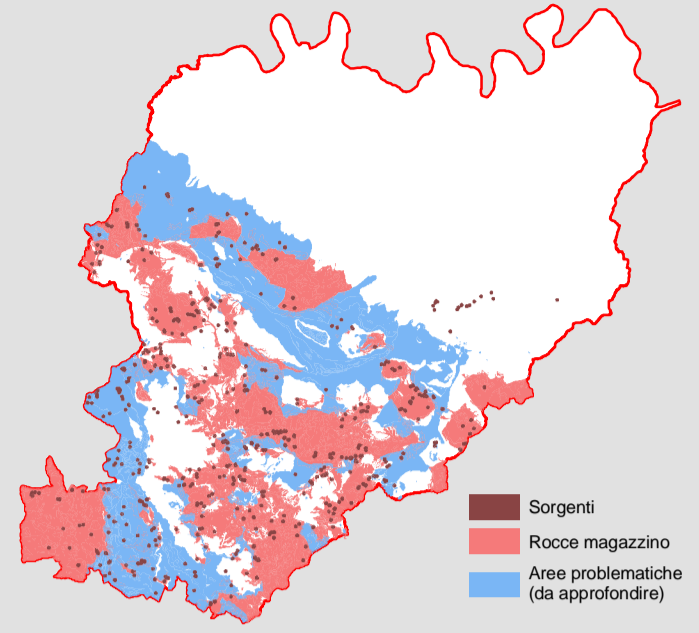 Sorgenti
Rocce magazzino
Aree problematiche
(da approfondire)